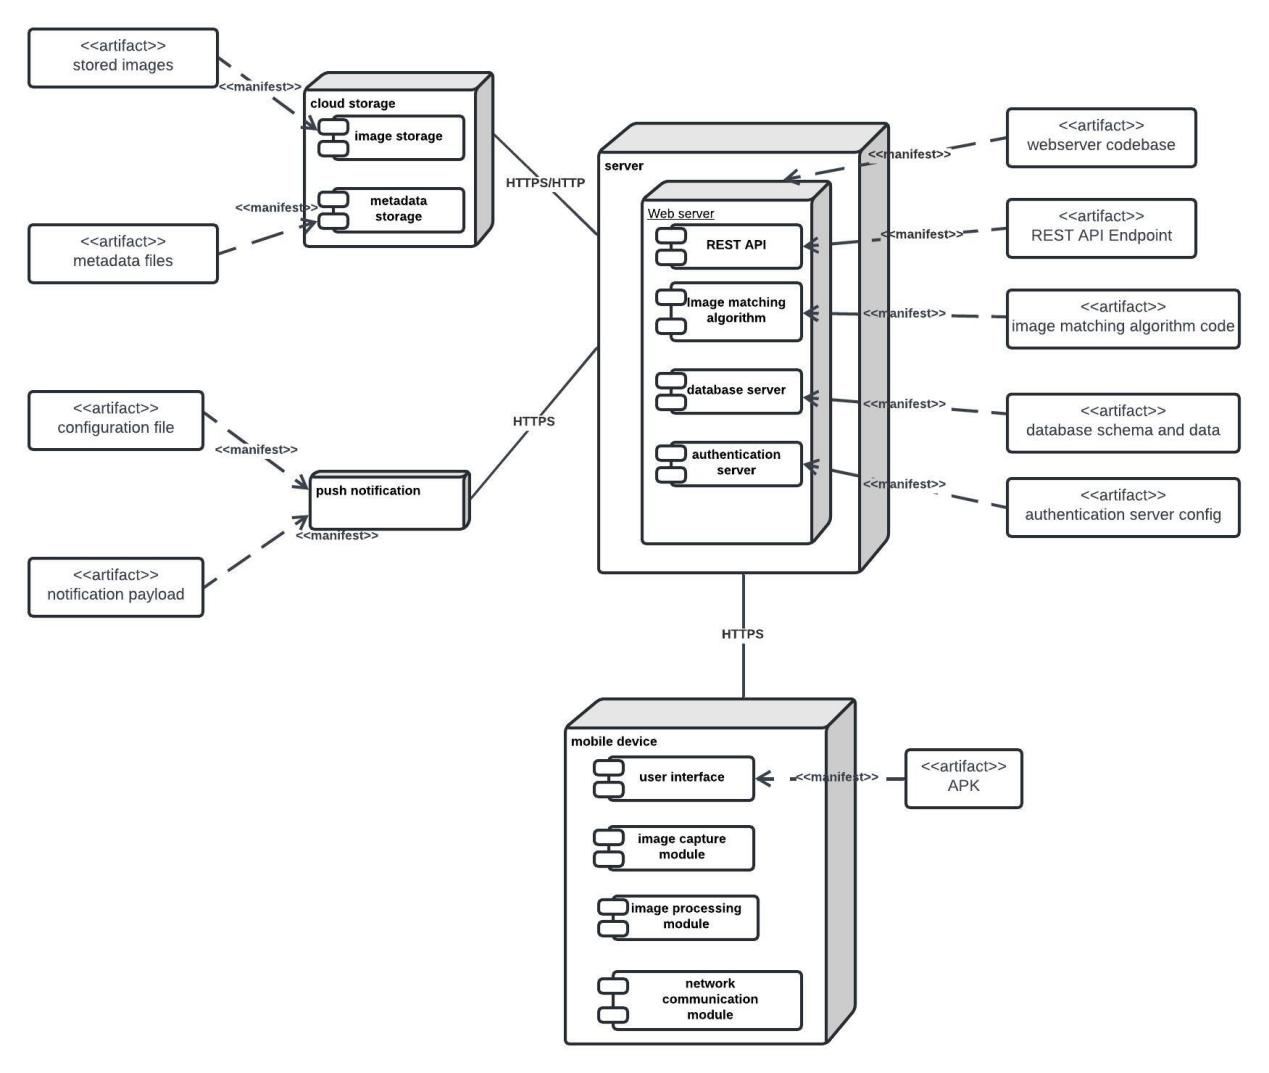 <<artifact>>
stored images
<<manifest>>
cloud storage
image storage
metadata
storage
<<manifest>>
<<artifact>>
metadata files
HTTPS/HTTP
server
Web server
REST API
Image matching
algorithm
database server
authentication
server
<<artifact>>
webserver codebase
<<manifest>>
<<artifact>>
REST API Endpoint
<<manifest>>
<<artifact>>
image matching algorithm code
<<manifest>>
<<artifact>>
database schema and data
<<manifest>>
<<artifact>>
authentication server config
<<manifest>>
<<artifact>>
configuration file
<<manifest>>
HTTPS
push notification
<<manifest>>
<<artifact>>
notification payload
HTTPS
mobile device
user interface
<<manifest>>
<<artifact>>
APK
image capture
module
image processing
module
network
communication
module